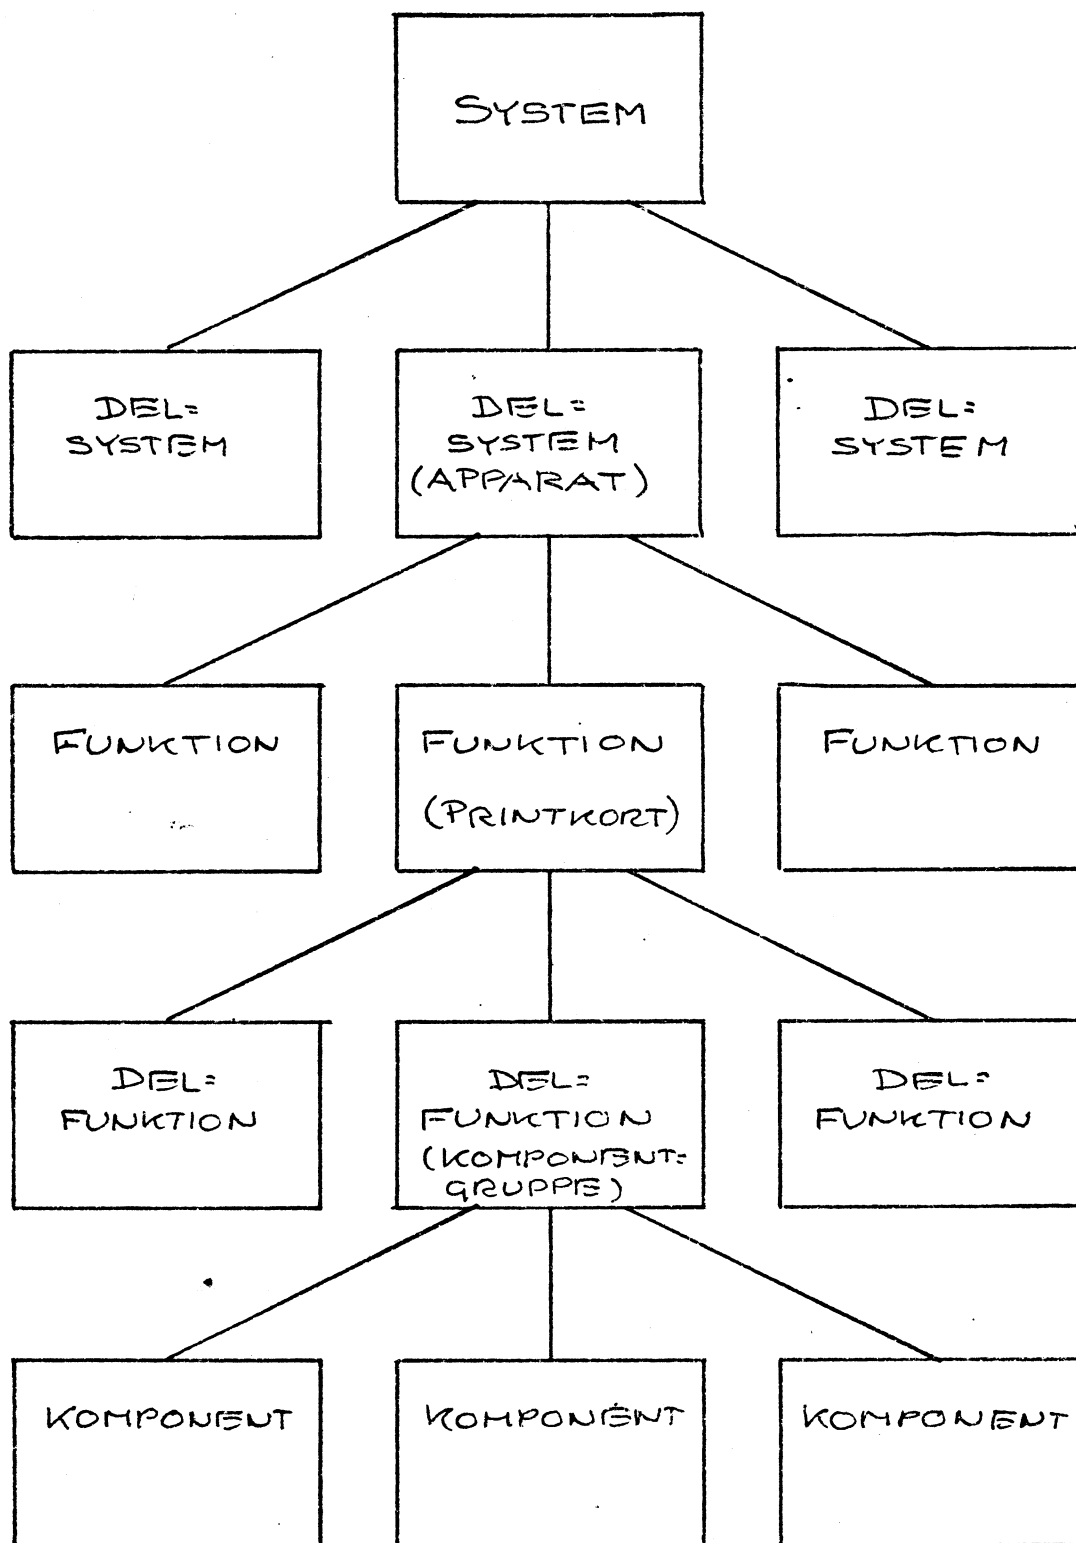 SYSTEM
DEL=
SYSTEM
DEL=
SYSTEM
(APPARAT)
DEL=
SYSTEM
FUNKTION
FUNKTION
(PRINTKORT)
FUNKTION
DEL=
FUNKTION
DEL=
FUNKTION
(KOMPONENT=
GRUPPE)
DEL=
FUNKTION
KOMPONENT
KOMPONENT
KOMPONENT